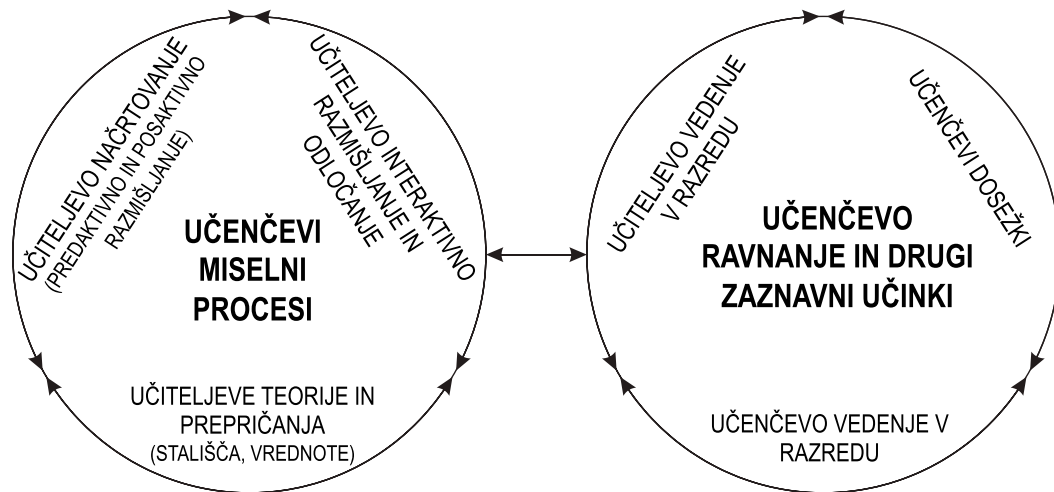 UČITELJEVO NAČRTOVANJE
(PREDAKTIVNO IN POSAKTIVNO
RAZMIŠLJANJE)
UČITELJEVO INTERAKTIVNO
RAZMIŠLJANJE IN
ODLOČANJE
UČENČEVI
MISELNI
PROCESI
UČITELJEVE TEORIJE IN
PREPRIČANJA
(STALIŠČA, VREDNOTE)
UČITELJEVO VEDENJE
V RAZREDU
UČENČEVI DOSEŽKI
UČENČEVO
RAVNANJE IN DRUGI
ZAZNAVNI UČINKI
UČENČEVO VEDENJE V
RAZREDU